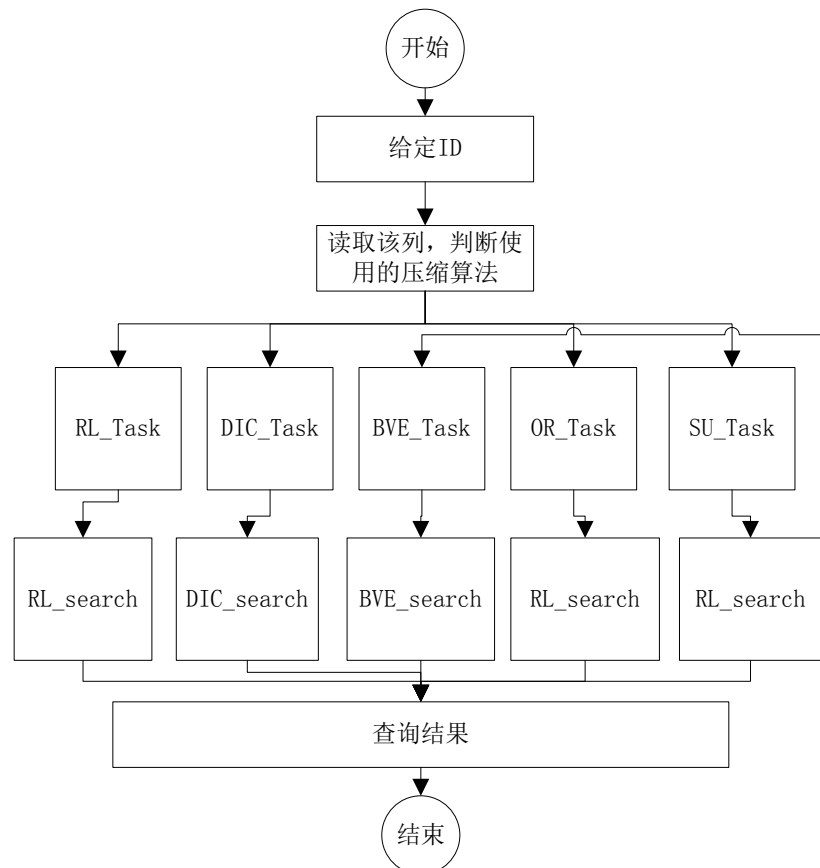 开始
给定ID
读取该列，判断使
用的压缩算法
RL_Task
DIC_Task
BVE_Task
OR_Task
SU_Task
RL_search
DIC_search
BVE_search
RL_search
RL_search
查询结果
结束